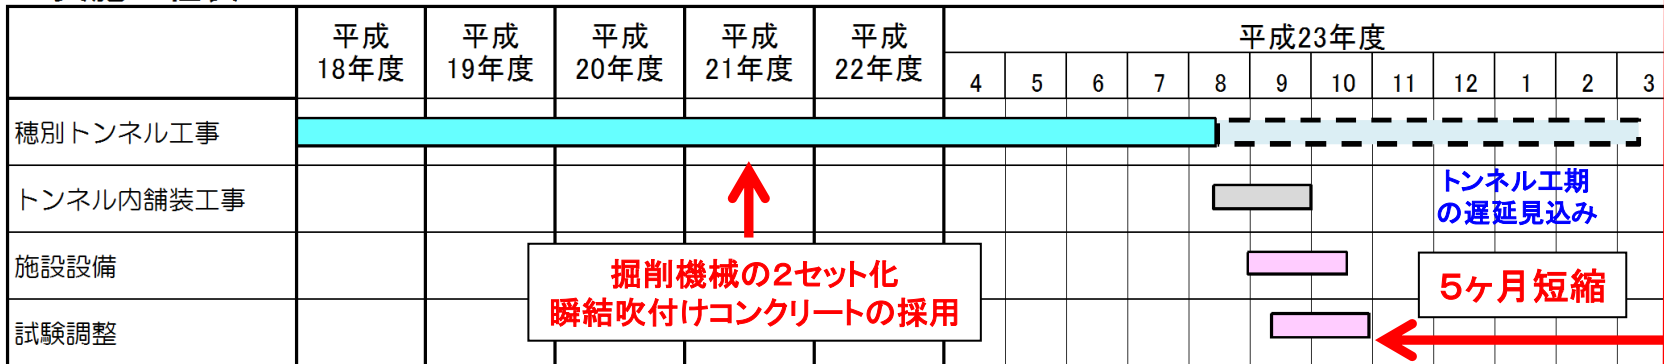 平成
18年度
平成
19年度
平成
20年度
平成
21年度
平成
22年度
平成23年度
4 5 6 7 8 9 10 11 12 1 2 3
穂別トンネル工事
トンネル内舗装工事
トンネル工期
の遅延見込み
施設設備
掘削機械の2セット化
瞬結吹付けコンクリートの採用
5ヶ月短縮
試験調整